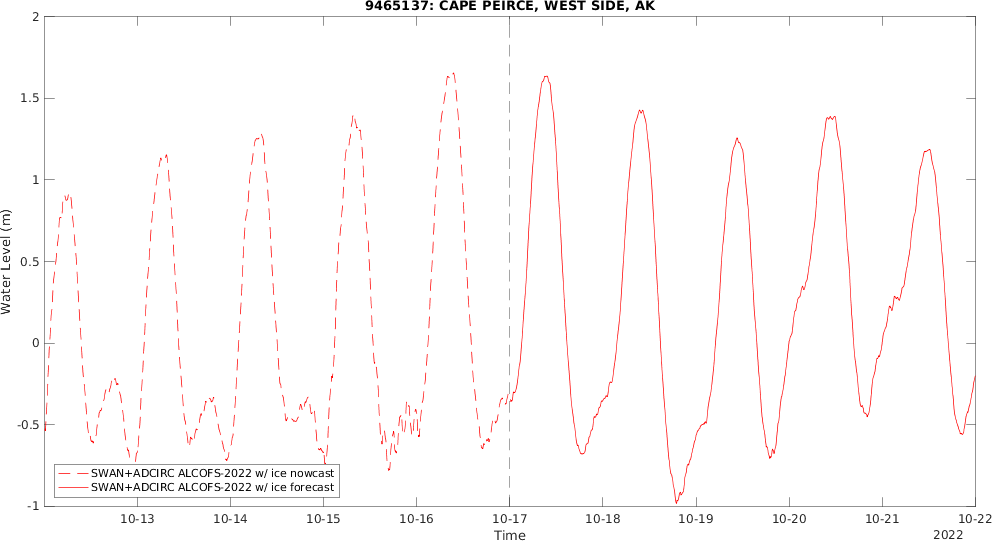 9465137: CAPE PEIRCE, WEST SIDE, AK
2
1.5
1
0.5
0
-0.5
-1
Water Level (m)
SWAN+ADCIRC ALCOFS-2022 w/ ice nowcast
SWAN+ADCIRC ALCOFS-2022 w/ ice forecast
10-13 10-14 10-15 10-16 10-17 10-18 10-19 10-20 10-21 10-22
Time
2022